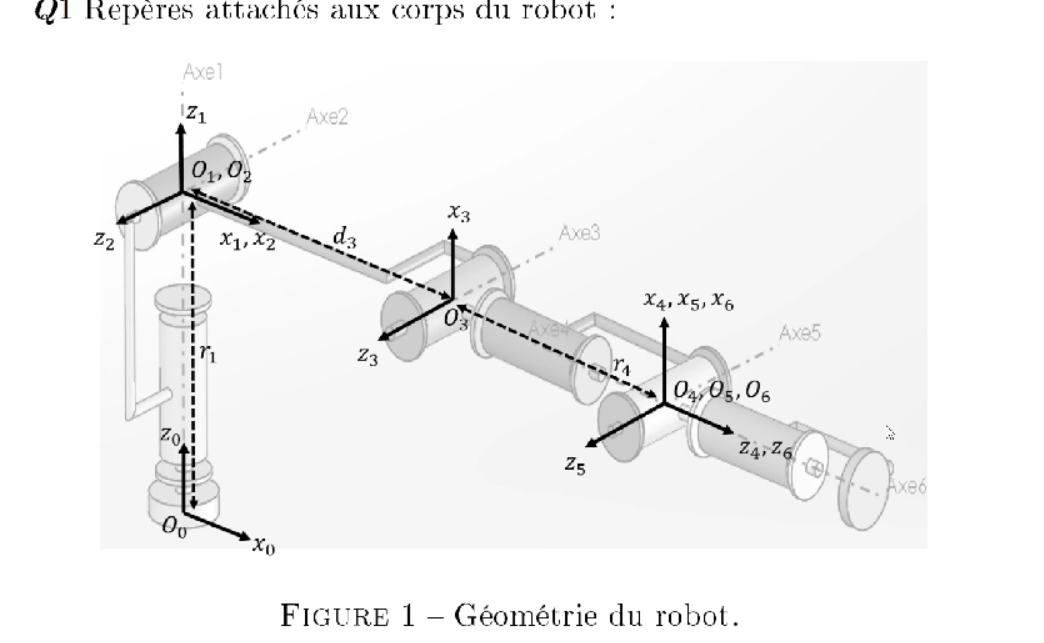 Q1 Repères attachés aux corps du robot :
Axe1
z₁
Axe2
O₁, O₂
z₂
x₁, x₂
d₃
x₃
Axe3
O₃
Axe4
z₃
r₁
x₄, x₅, x₆
Axe5
r₄
O₄, O₅, O₆
z₄, z₆
z₅
z₀
Axe6
O₀
x₀
FIGURE 1 – Géométrie du robot.